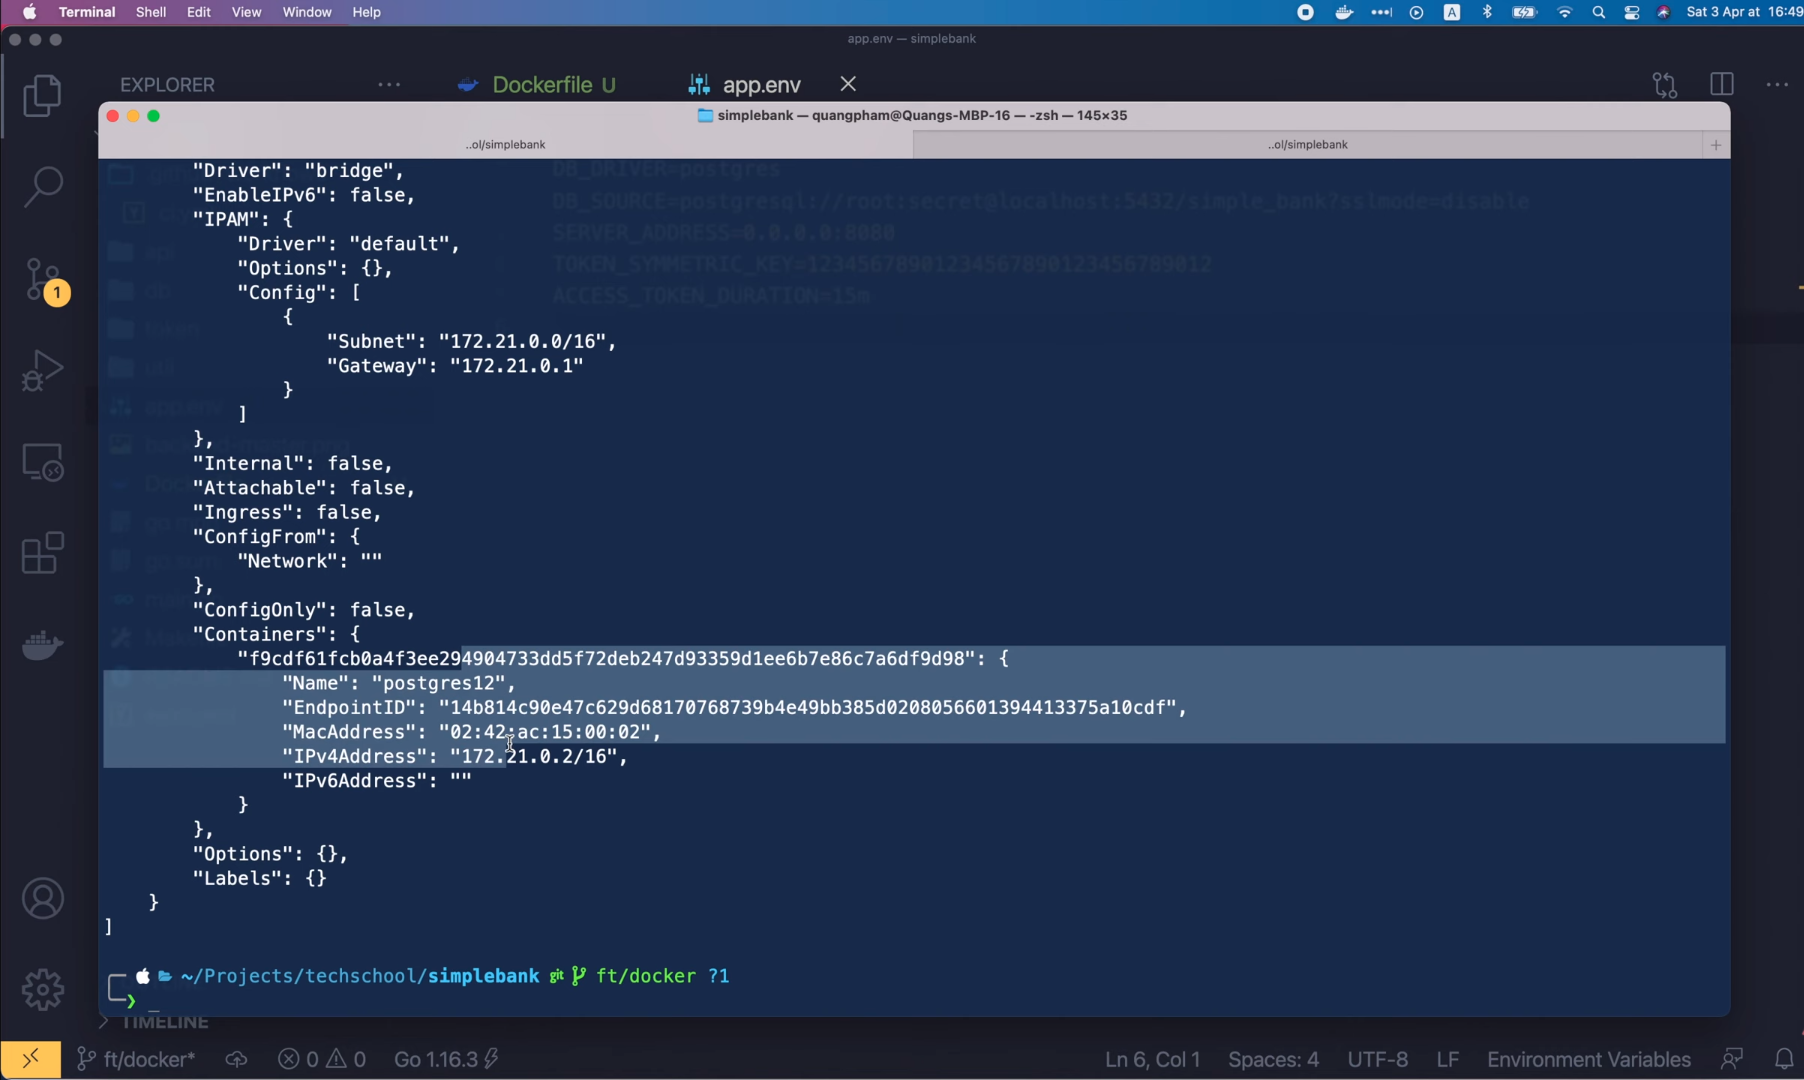 Terminal Shell Edit View Window Help
A
Sat 3 Apr at 16:49
app.env — simplebank
EXPLORER
Dockerfile U
app.env
simplebank — quangpham@Quangs-MBP-16 — -zsh — 145×35
..ol/simplebank
..ol/simplebank
DB_DRIVER=postgres
DB_SOURCE=postgresql://root:secret@localhost:5432/simple_bank?sslmode=disable
SERVER_ADDRESS=0.0.0.0:8080
TOKEN_SYMMETRIC_KEY=12345678901234567890123456789012
ACCESS_TOKEN_DURATION=15m
"Driver": "bridge",
"EnableIPv6": false,
"IPAM": {
"Driver": "default",
"Options": {},
"Config": [
{
"Subnet": "172.21.0.0/16",
"Gateway": "172.21.0.1"
}
]
},
"Internal": false,
"Attachable": false,
"Ingress": false,
"ConfigFrom": {
"Network": ""
},
"ConfigOnly": false,
"Containers": {
"f9cdf61fcb0a4f3ee294904733dd5f72deb247d93359d1ee6b7e86c7a6df9d98": {
"Name": "postgres12",
"EndpointID": "14b814c90e47c629d68170768739b4e49bb385d0208056601394413375a10cdf",
"MacAddress": "02:42:ac:15:00:02",
"IPv4Address": "172.21.0.2/16",
"IPv6Address": ""
}
},
"Options": {},
"Labels": {}
}
]
~/Projects/techschool/simplebank git ft/docker ?1
1
TIMELINE
ft/docker* 0 0 Go 1.16.3
Ln 6, Col 1 Spaces: 4 UTF-8 LF Environment Variables